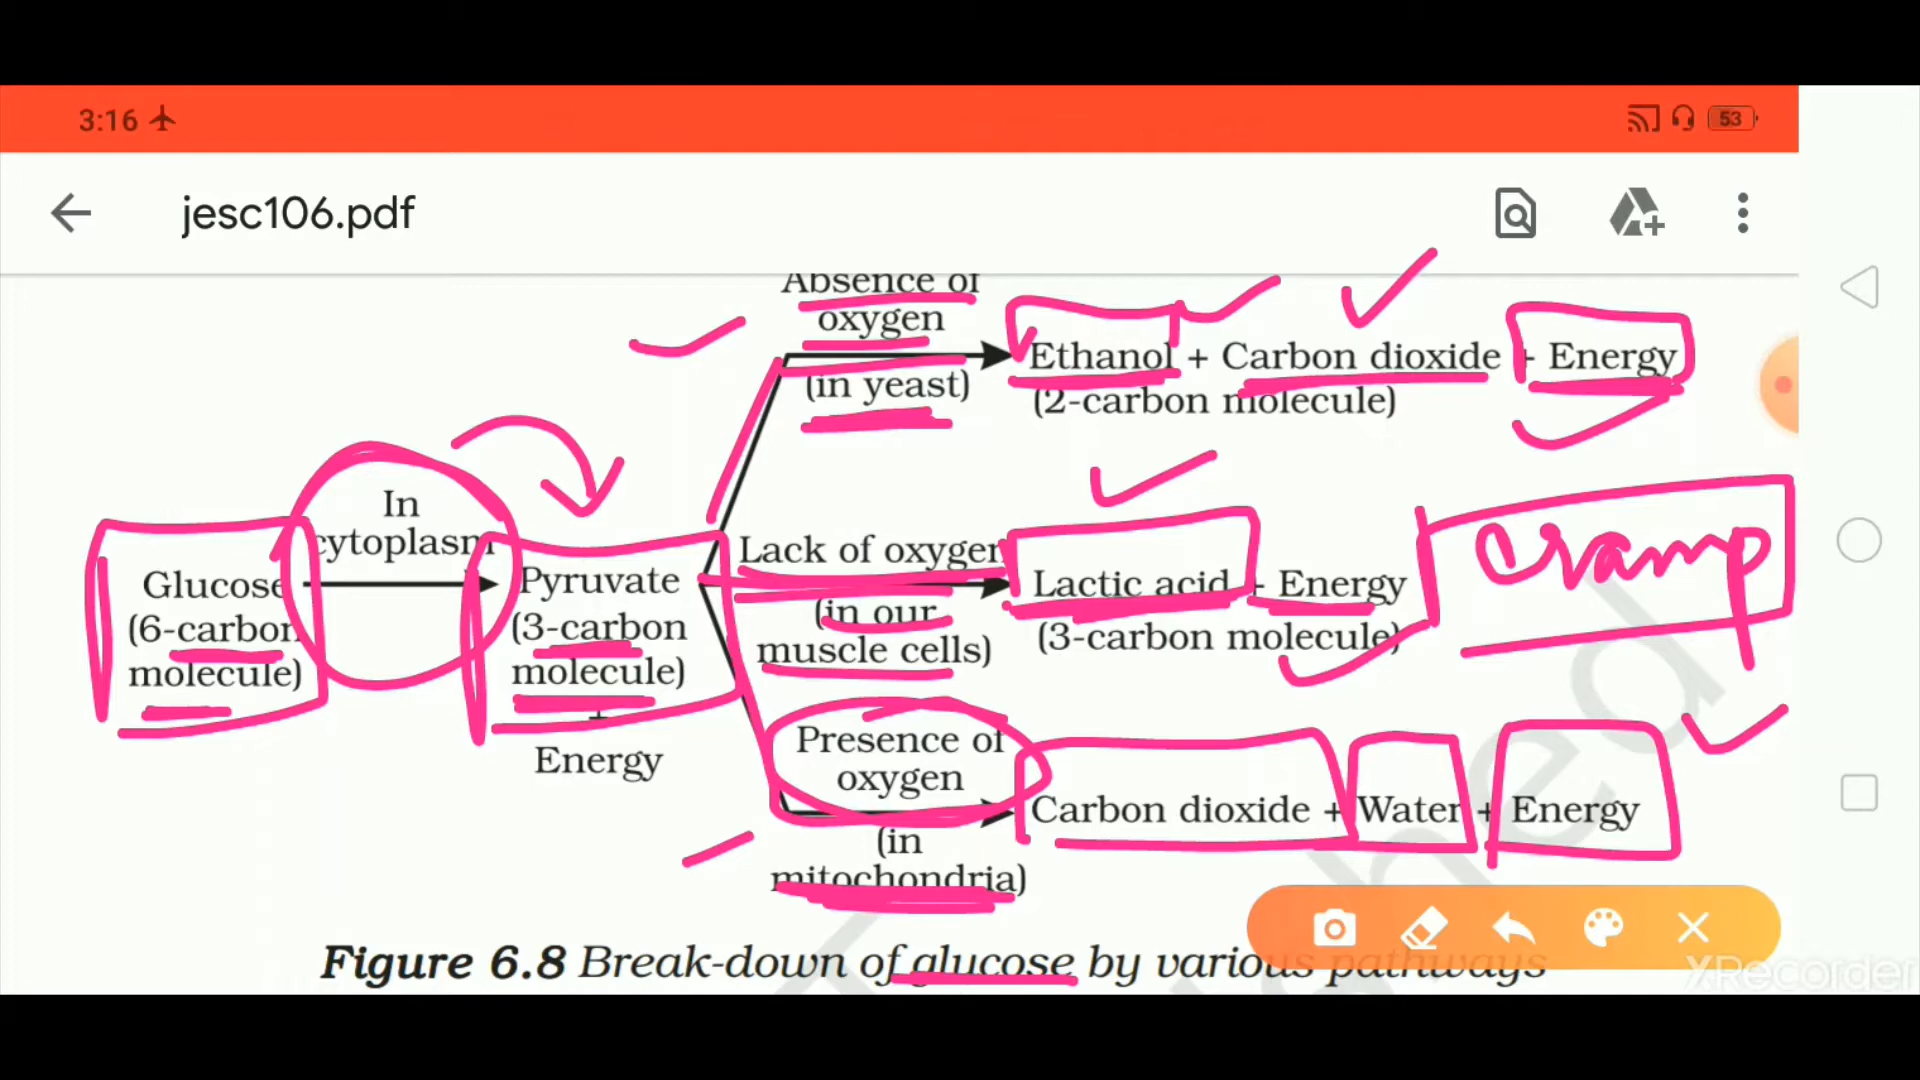 3:16
53
jesc106.pdf
Absence of
oxygen
(in yeast)
Ethanol + Carbon dioxide + Energy
(2-carbon molecule)
In
cytoplasm
Glucose
(6-carbon
molecule)
Pyruvate
(3-carbon
molecule)
+
Energy
Lack of oxygen
(in our
muscle cells)
Lactic acid + Energy
(3-carbon molecule)
Cramp
Presence of
oxygen
(in
mitochondria)
Carbon dioxide + Water + Energy
Figure 6.8 Break-down of glucose by various pathways
XRecorder